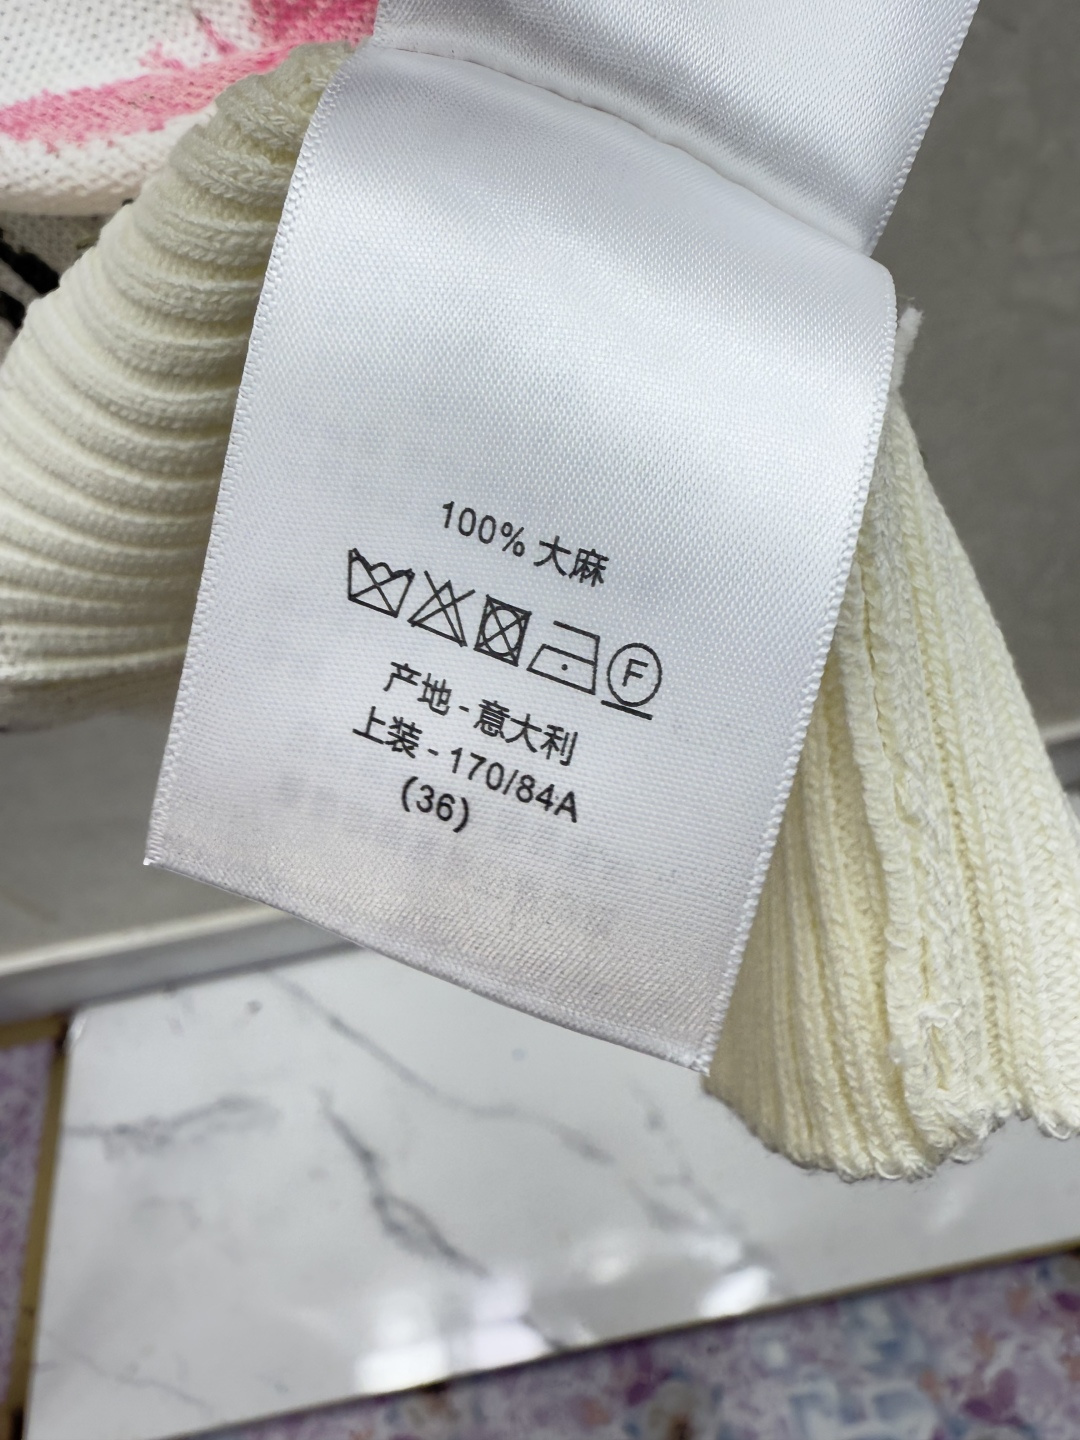 100% 大麻
F
产地 - 意大利
上装 - 170/84A
(36)